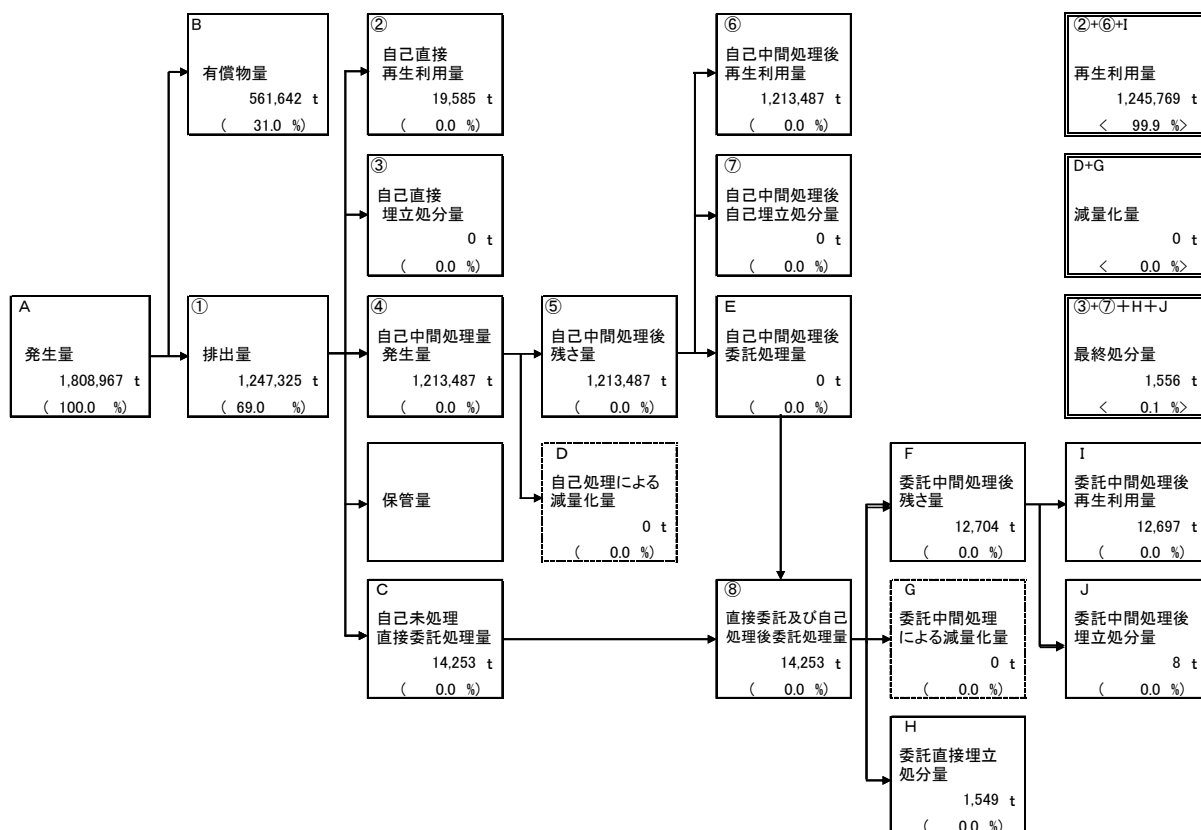 B
有償物量
561,642 t
( 31.0 %)
②
自己直接
再生利用量
19,585 t
( 0.0 %)
⑥
自己中間処理後
再生利用量
1,213,487 t
( 0.0 %)
②+⑥+I
再生利用量
1,245,769 t
< 99.9 %>
③
自己直接
埋立処分量
0 t
( 0.0 %)
⑦
自己中間処理後
自己埋立処分量
0 t
( 0.0 %)
D+G
減量化量
0 t
< 0.0 %>
A
発生量
1,808,967 t
( 100.0 %)
①
排出量
1,247,325 t
( 69.0 %)
④
自己中間処理量
発生量
1,213,487 t
( 0.0 %)
⑤
自己中間処理後
残さ量
1,213,487 t
( 0.0 %)
E
自己中間処理後
委託処理量
0 t
( 0.0 %)
③+⑦+H+J
最終処分量
1,556 t
< 0.1 %>
保管量
D
自己処理による
減量化量
0 t
( 0.0 %)
F
委託中間処理後
残さ量
12,704 t
( 0.0 %)
I
委託中間処理後
再生利用量
12,697 t
( 0.0 %)
C
自己未処理
直接委託処理量
14,253 t
( 0.0 %)
⑧
直接委託及び自己
処理後委託処理量
14,253 t
( 0.0 %)
G
委託中間処理
による減量化量
0 t
( 0.0 %)
J
委託中間処理後
埋立処分量
8 t
( 0.0 %)
H
委託直接埋立
処分量
1,549 t
( 0.0 %)